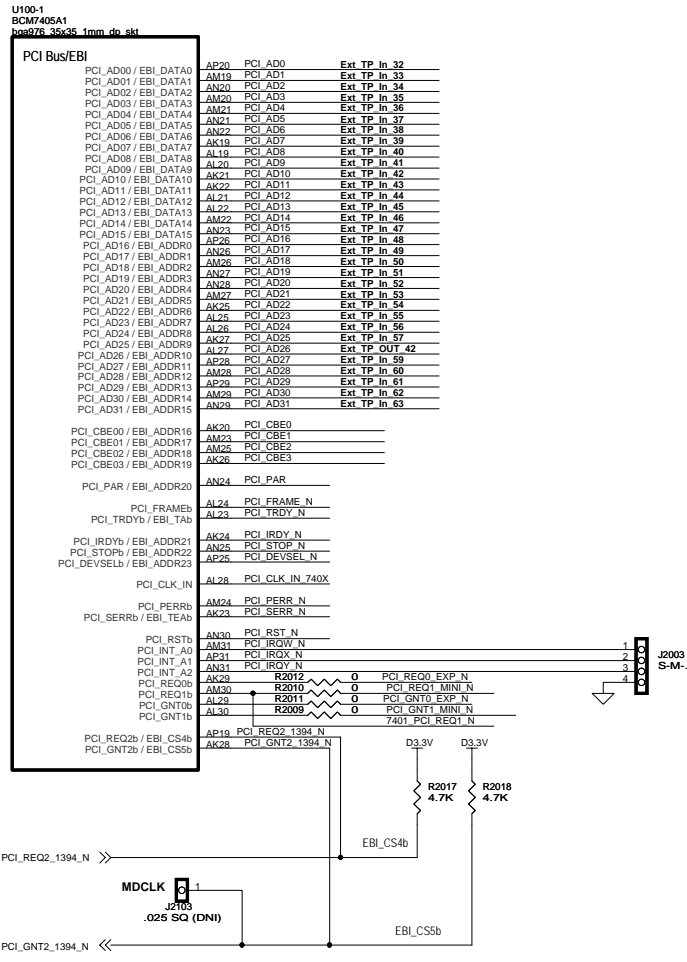 U100-1
BCM7405A1
bga976_35x35_1mm_dp_skt
PCI Bus/EBI
PCI_AD00 / EBI_DATA0 AP20 PCI_AD0 Ext_TP_In_32
PCI_AD01 / EBI_DATA1 AM19 PCI_AD1 Ext_TP_In_33
PCI_AD02 / EBI_DATA2 AN20 PCI_AD2 Ext_TP_In_34
PCI_AD03 / EBI_DATA3 AM20 PCI_AD3 Ext_TP_In_35
PCI_AD04 / EBI_DATA4 AM21 PCI_AD4 Ext_TP_In_36
PCI_AD05 / EBI_DATA5 AN21 PCI_AD5 Ext_TP_In_37
PCI_AD06 / EBI_DATA6 AN22 PCI_AD6 Ext_TP_In_38
PCI_AD07 / EBI_DATA7 AK19 PCI_AD7 Ext_TP_In_39
PCI_AD08 / EBI_DATA8 AL19 PCI_AD8 Ext_TP_In_40
PCI_AD09 / EBI_DATA9 AL20 PCI_AD9 Ext_TP_In_41
PCI_AD10 / EBI_DATA10 AK21 PCI_AD10 Ext_TP_In_42
PCI_AD11 / EBI_DATA11 AK22 PCI_AD11 Ext_TP_In_43
PCI_AD12 / EBI_DATA12 AL21 PCI_AD12 Ext_TP_In_44
PCI_AD13 / EBI_DATA13 AL22 PCI_AD13 Ext_TP_In_45
PCI_AD14 / EBI_DATA14 AM22 PCI_AD14 Ext_TP_In_46
PCI_AD15 / EBI_DATA15 AN23 PCI_AD15 Ext_TP_In_47
PCI_AD16 / EBI_ADDR0 AP26 PCI_AD16 Ext_TP_In_48
PCI_AD17 / EBI_ADDR1 AN26 PCI_AD17 Ext_TP_In_49
PCI_AD18 / EBI_ADDR2 AM26 PCI_AD18 Ext_TP_In_50
PCI_AD19 / EBI_ADDR3 AN27 PCI_AD19 Ext_TP_In_51
PCI_AD20 / EBI_ADDR4 AN28 PCI_AD20 Ext_TP_In_52
PCI_AD21 / EBI_ADDR5 AM27 PCI_AD21 Ext_TP_In_53
PCI_AD22 / EBI_ADDR6 AK25 PCI_AD22 Ext_TP_In_54
PCI_AD23 / EBI_ADDR7 AL25 PCI_AD23 Ext_TP_In_55
PCI_AD24 / EBI_ADDR8 AL26 PCI_AD24 Ext_TP_In_56
PCI_AD25 / EBI_ADDR9 AK27 PCI_AD25 Ext_TP_In_57
PCI_AD26 / EBI_ADDR10 AL27 PCI_AD26 Ext_TP_OUT_42
PCI_AD27 / EBI_ADDR11 AP28 PCI_AD27 Ext_TP_In_59
PCI_AD28 / EBI_ADDR12 AM28 PCI_AD28 Ext_TP_In_60
PCI_AD29 / EBI_ADDR13 AP29 PCI_AD29 Ext_TP_In_61
PCI_AD30 / EBI_ADDR14 AM29 PCI_AD30 Ext_TP_In_62
PCI_AD31 / EBI_ADDR15 AN29 PCI_AD31 Ext_TP_In_63
PCI_CBE00 / EBI_ADDR16 AK20 PCI_CBE0
PCI_CBE01 / EBI_ADDR17 AM23 PCI_CBE1
PCI_CBE02 / EBI_ADDR18 AM25 PCI_CBE2
PCI_CBE03 / EBI_ADDR19 AK26 PCI_CBE3
PCI_PAR / EBI_ADDR20 AN24 PCI_PAR
PCI_FRAMEb AL24 PCI_FRAME_N
PCI_TRDYb / EBI_TAb AL23 PCI_TRDY_N
PCI_IRDYb / EBI_ADDR21 AK24 PCI_IRDY_N
PCI_STOPb / EBI_ADDR22 AN25 PCI_STOP_N
PCI_DEVSELb / EBI_ADDR23 AP25 PCI_DEVSEL_N
PCI_CLK_IN AL28 PCI_CLK_IN_740X
PCI_PERRb AM24 PCI_PERR_N
PCI_SERRb / EBI_TEAb AK23 PCI_SERR_N
PCI_RSTb AN30 PCI_RST_N
PCI_INT_A0 AM31 PCI_IRQW_N 1
PCI_INT_A1 AP31 PCI_IRQX_N 2
PCI_INT_A2 AN31 PCI_IRQY_N 3
4
J2003
S-M-.
PCI_REQ0b AK29 R2012 0 PCI_REQ0_EXP_N
PCI_REQ1b AM30 R2010 0 PCI_REQ1_MINI_N
PCI_GNT0b AL29 R2011 0 PCI_GNT0_EXP_N
PCI_GNT1b AL30 R2009 0 PCI_GNT1_MINI_N
7401_PCI_REQ1_N
PCI_REQ2b / EBI_CS4b AP19 PCI_REQ2_1394_N
PCI_GNT2b / EBI_CS5b AK28 PCI_GNT2_1394_N
D3.3V D3.3V
R2017 R2018
4.7K 4.7K
EBI_CS4b
PCI_REQ2_1394_N
MDCLK 1
J2103
.025 SQ (DNI)
EBI_CS5b
PCI_GNT2_1394_N